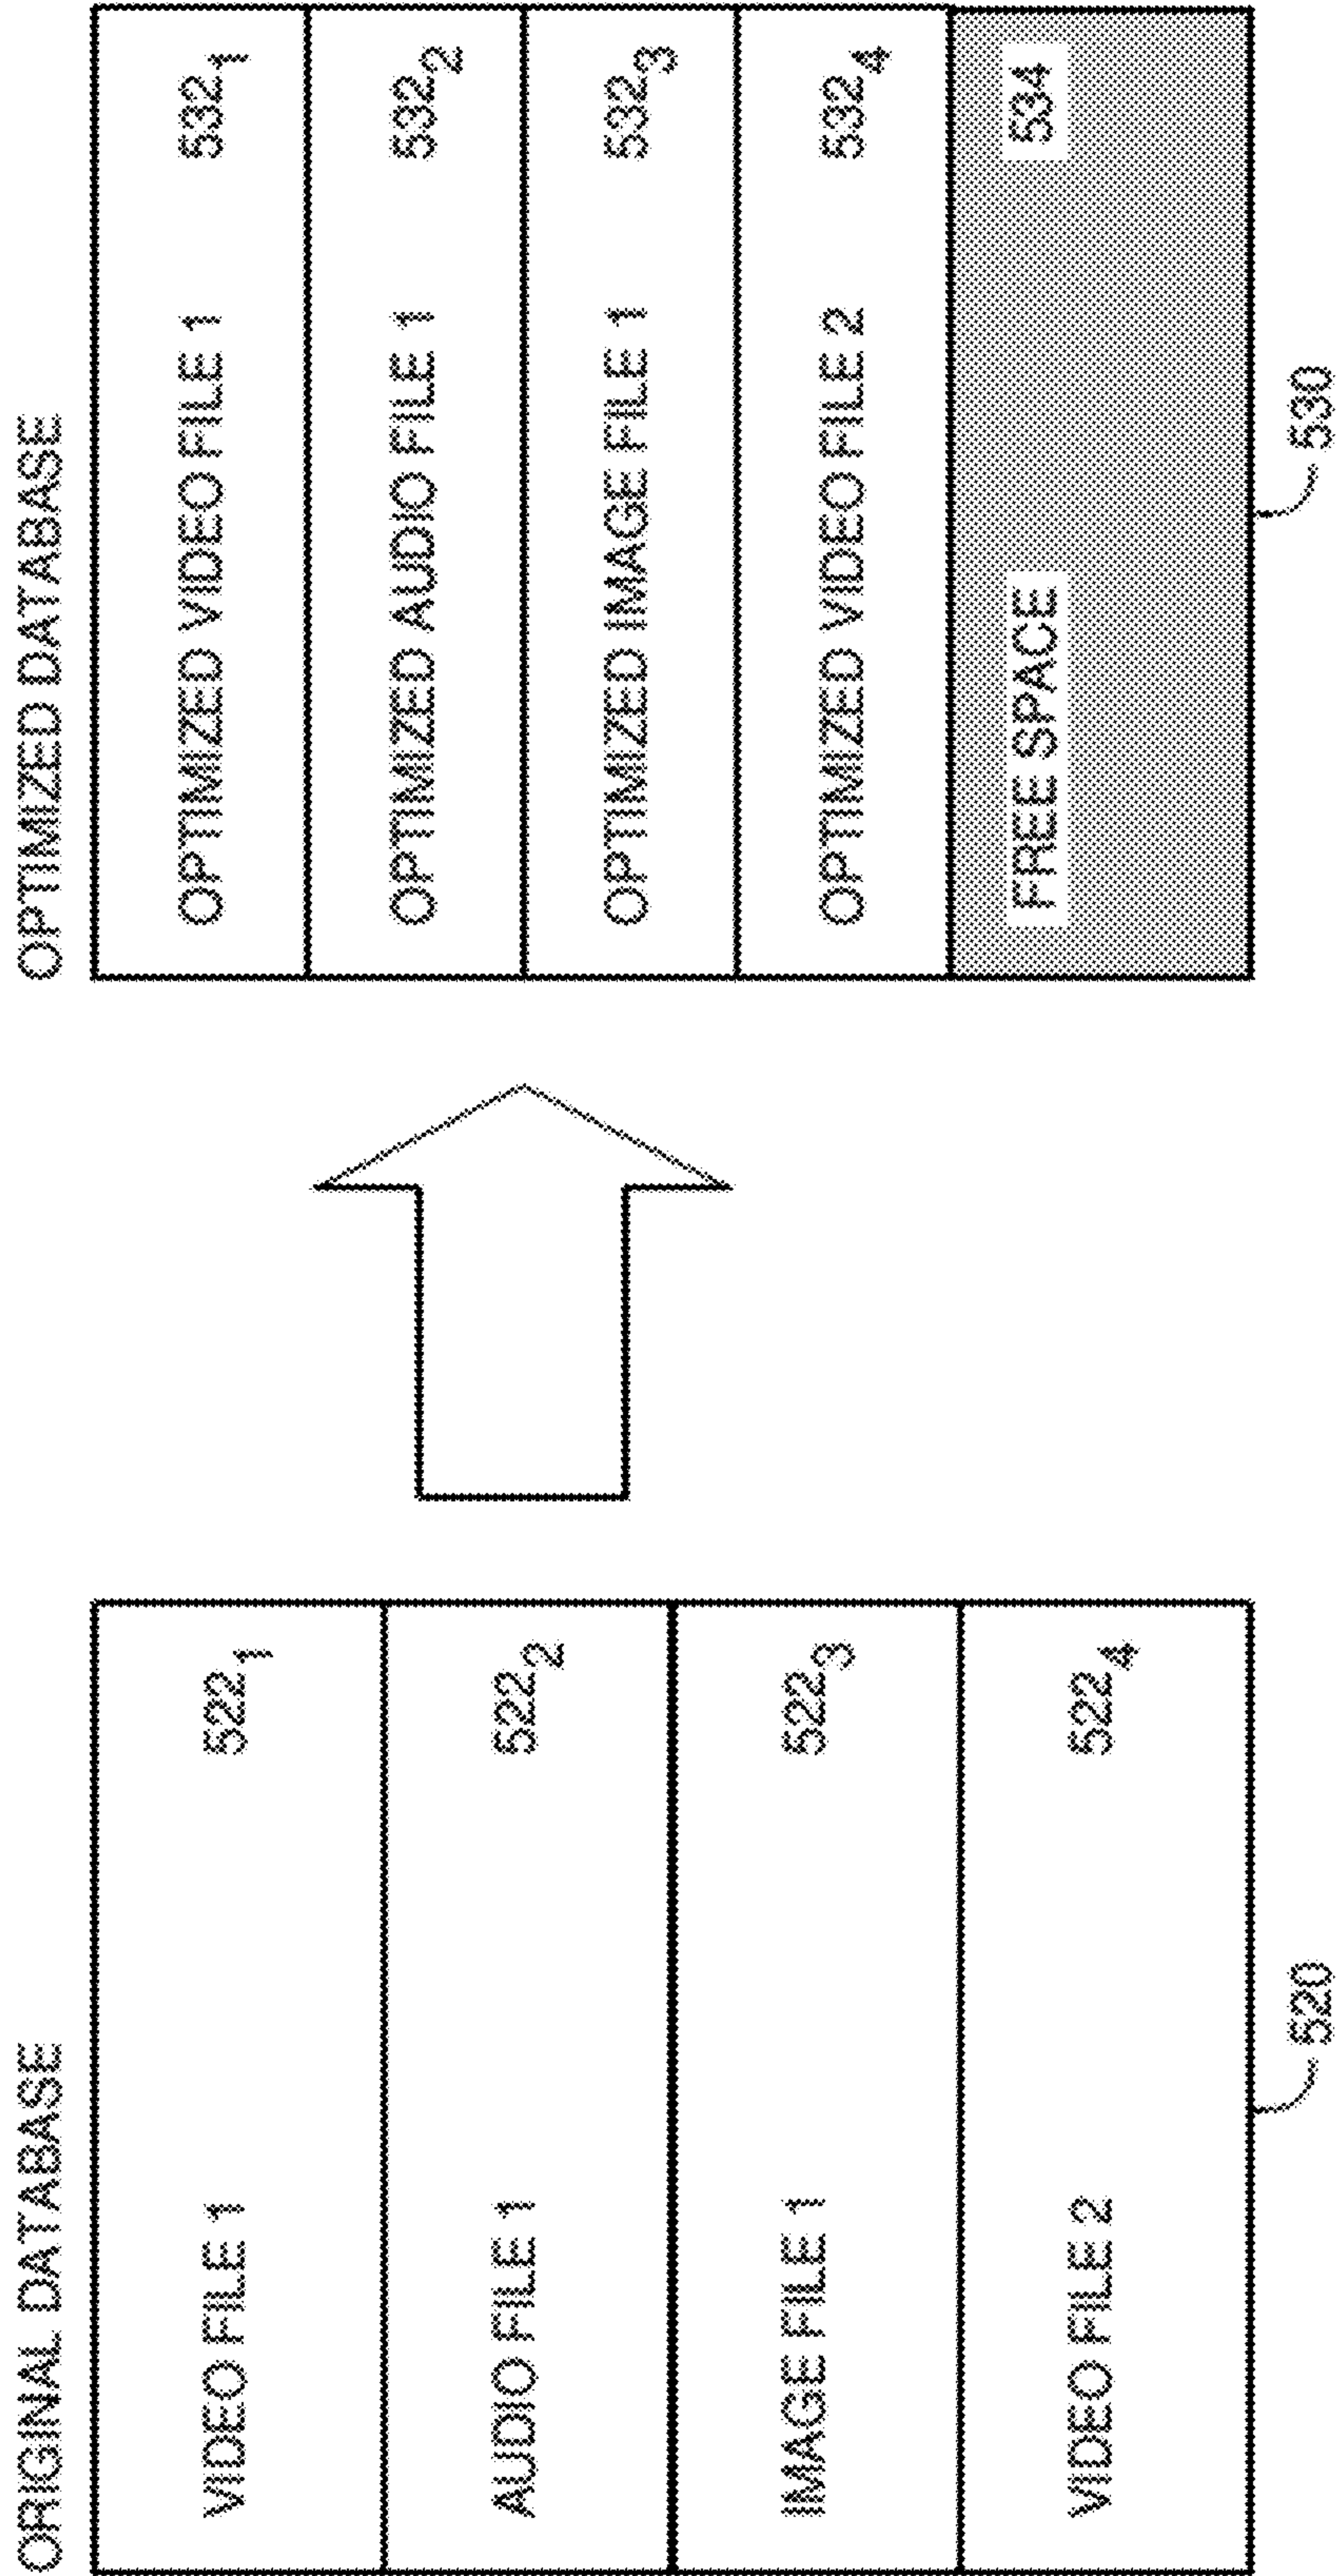 ORIGINAL DATABASE
VIDEO FILE 1 522₁
AUDIO FILE 1 522₂
IMAGE FILE 1 522₃
VIDEO FILE 2 522₄
520
OPTIMIZED DATABASE
OPTIMIZED VIDEO FILE 1 532₁
OPTIMIZED AUDIO FILE 1 532₂
OPTIMIZED IMAGE FILE 1 532₃
OPTIMIZED VIDEO FILE 2 532₄
FREE SPACE 534
530